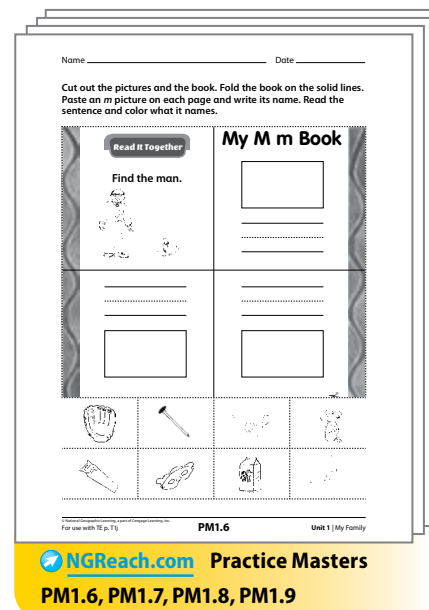 Name Date
Cut out the pictures and the book. Fold the book on the solid lines.
Paste an m picture on each page and write its name. Read the
sentence and color what it names.
Read It Together
Find the man.
My M m Book
© National Geographic Learning, a part of Cengage Learning, Inc.
For use with TE p. T1j PM1.6 Unit 1 | My Family
NGReach.com Practice Masters
PM1.6, PM1.7, PM1.8, PM1.9